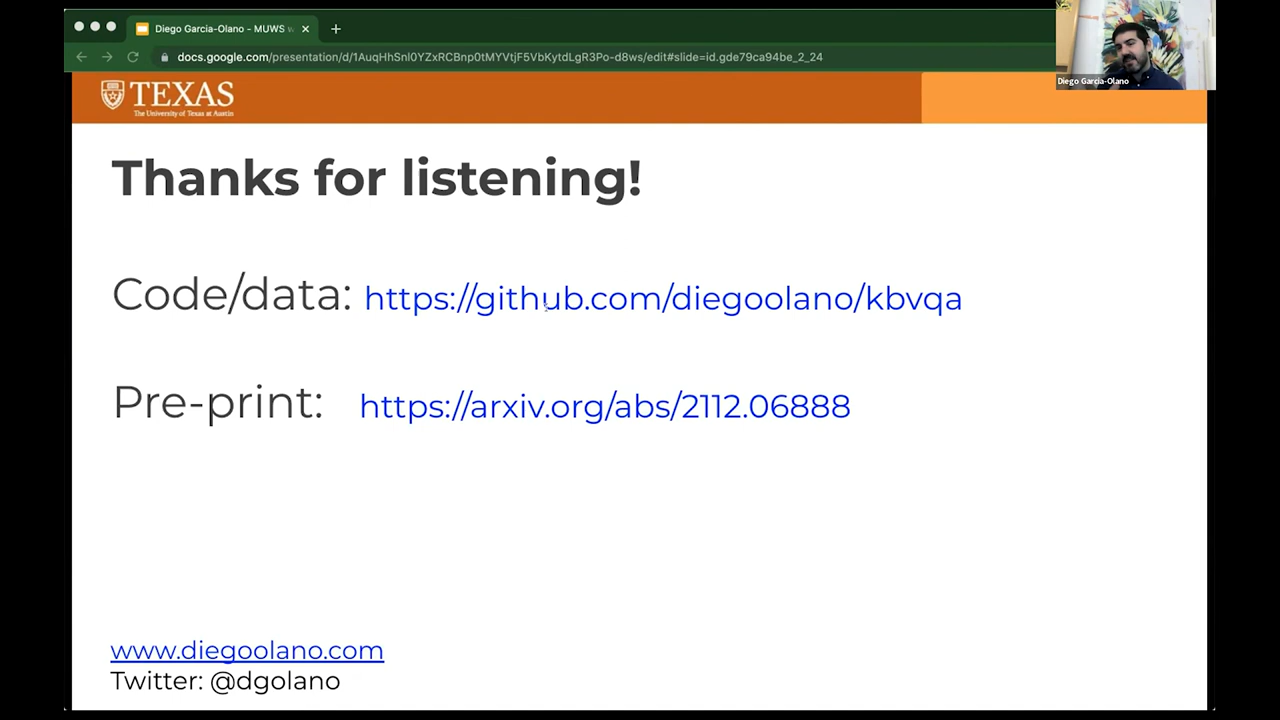 Diego Garcia-Olano - MUWS w
docs.google.com/presentation/d/1AuqHhSnl0YZxRCBnp0tMYVtjF5VbKytdLgR3Po-d8ws/edit#slide=id.gde79ca94be_2_24
Diego Garcia-Olano
TEXAS
The University of Texas at Austin
Thanks for listening!
Code/data: https://github.com/diegoolano/kbvqa
Pre-print: https://arxiv.org/abs/2112.06888
www.diegoolano.com
Twitter: @dgolano